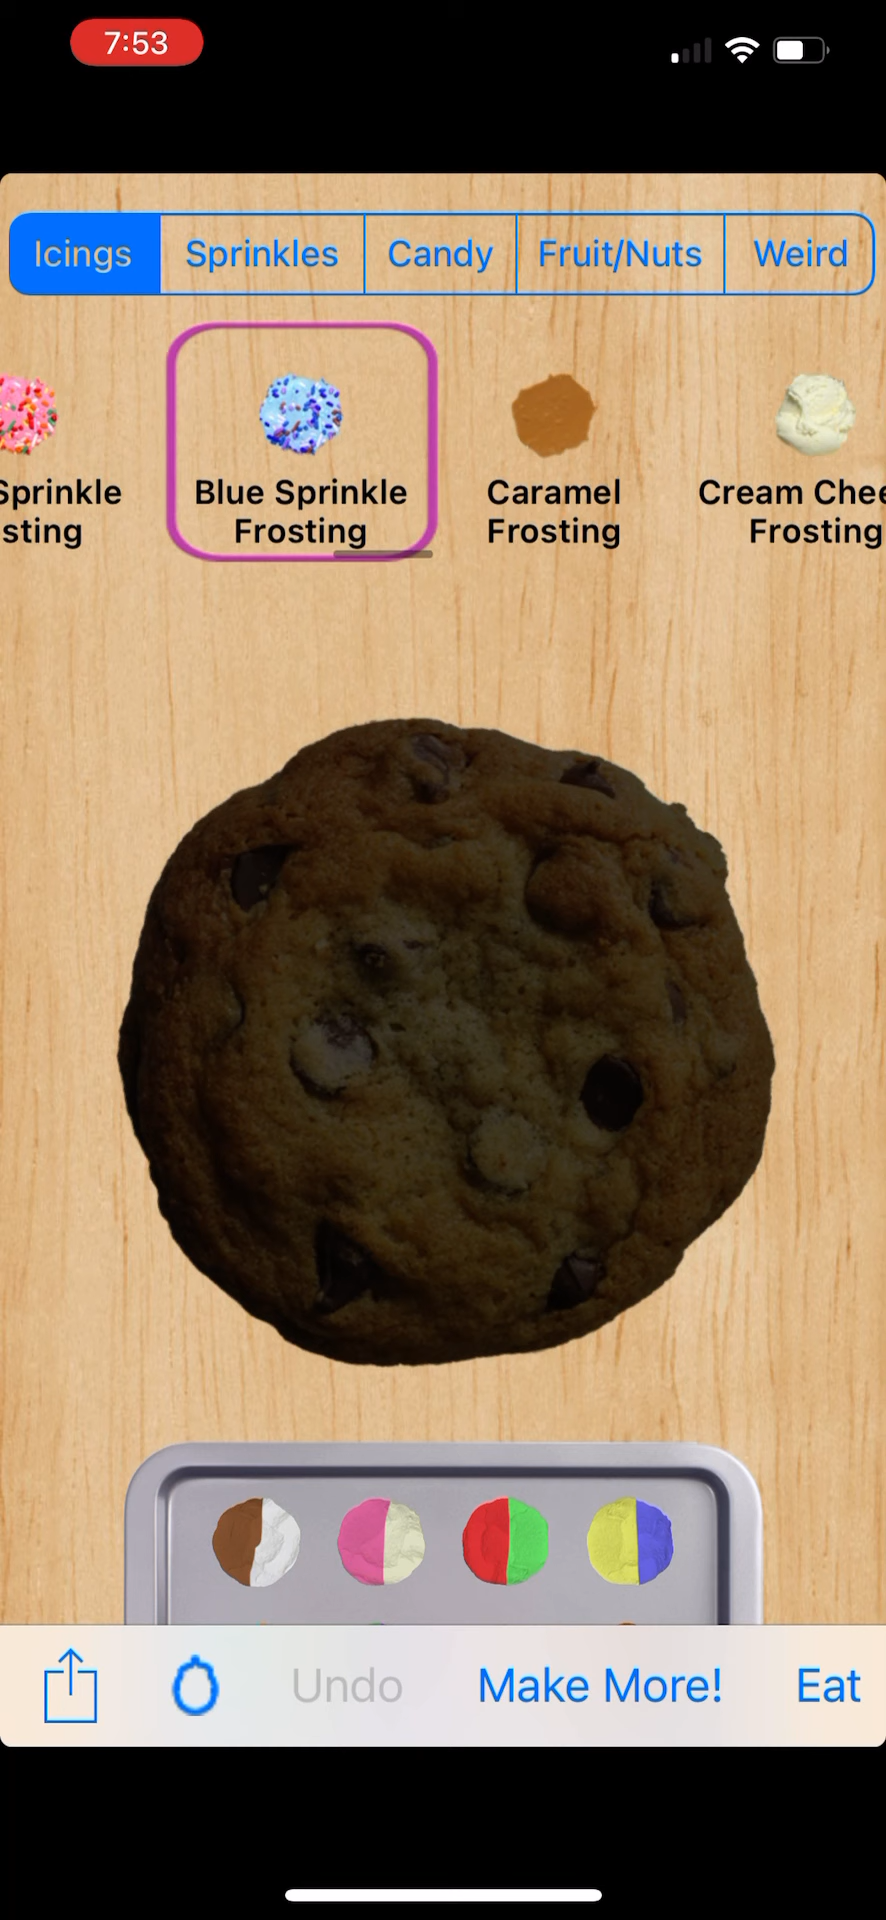 7:53
Icings
Sprinkles
Candy
Fruit/Nuts
Weird
Sprinkle
sting
Blue Sprinkle
Frosting
Caramel
Frosting
Cream Chee
Frosting
Undo
Make More!
Eat